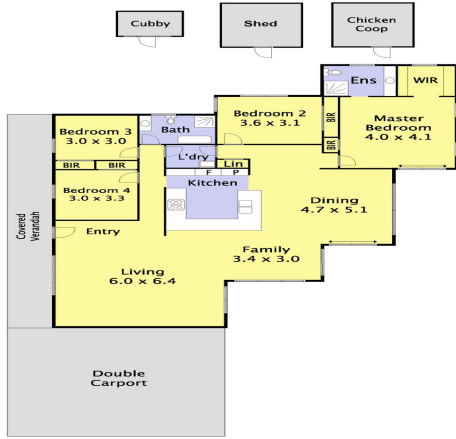 Cubby
Shed
Chicken
Coop
Ens
WIR
Bedroom 3
3.0 x 3.0
Bath
Bedroom 2
3.6 x 3.1
BIR
Master
Bedroom
4.0 x 4.1
BIR
BIR
BIR
L'dry
Lin
F
P
Bedroom 4
3.0 x 3.3
Kitchen
Dining
4.7 x 5.1
Covered
Verandah
Entry
Family
3.4 x 3.0
Living
6.0 x 6.4
Double
Carport